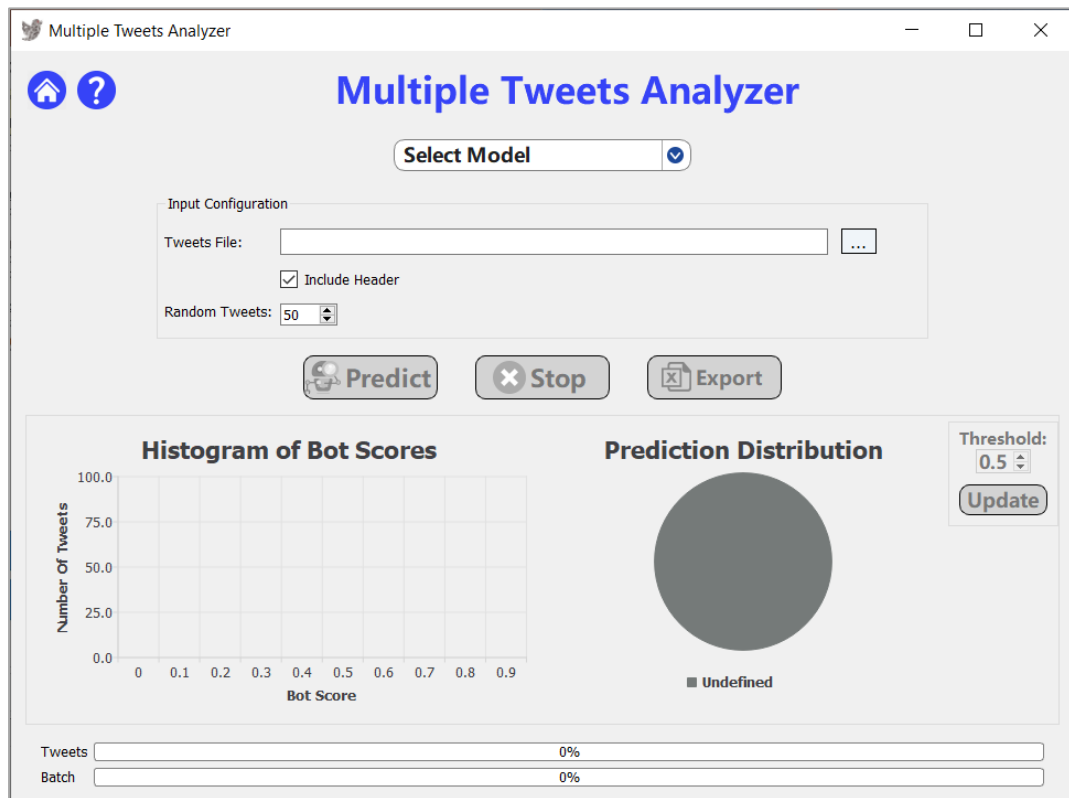 Multiple Tweets Analyzer
?
Multiple Tweets Analyzer
Select Model
Input Configuration
Tweets File:
...
Include Header
Random Tweets: 50
Predict
Stop
X Export
Histogram of Bot Scores
Number Of Tweets
100.0
75.0
50.0
25.0
0.0
0 0.1 0.2 0.3 0.4 0.5 0.6 0.7 0.8 0.9
Bot Score
Prediction Distribution
Undefined
Threshold:
0.5
Update
Tweets 0%
Batch 0%